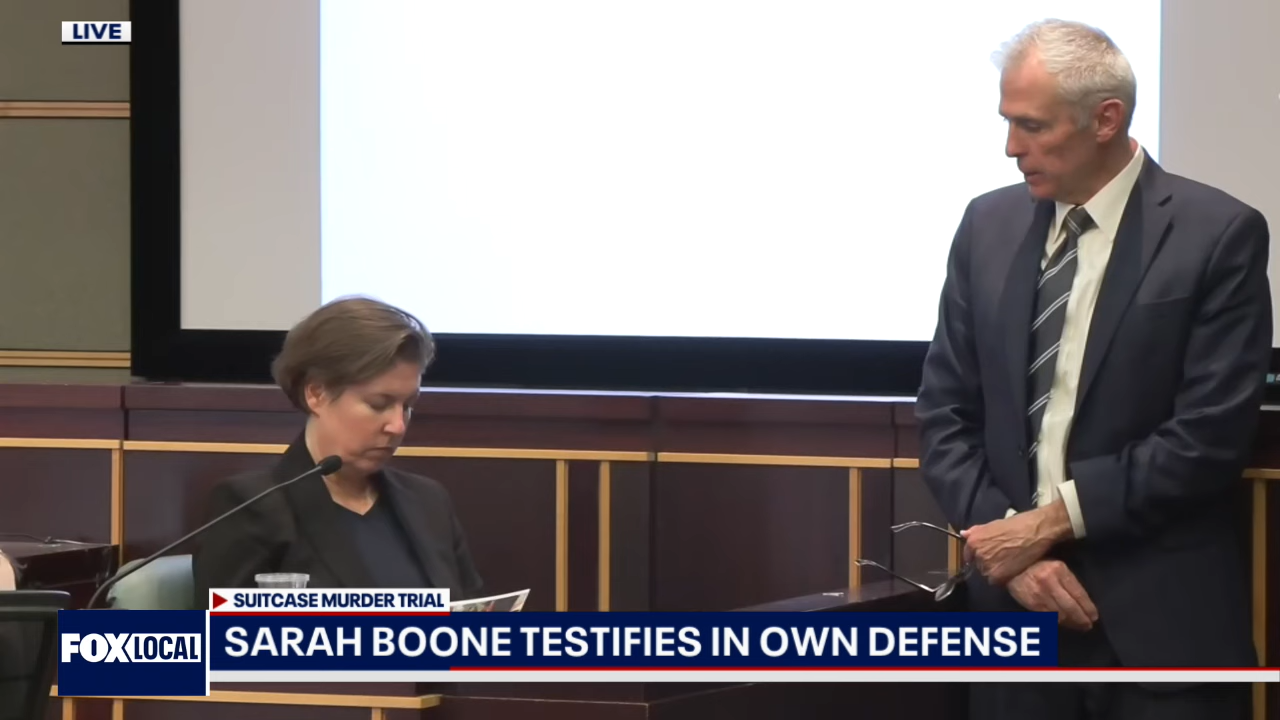 LIVE
SUITCASE MURDER TRIAL
FOX LOCAL
SARAH BOONE TESTIFIES IN OWN DEFENSE